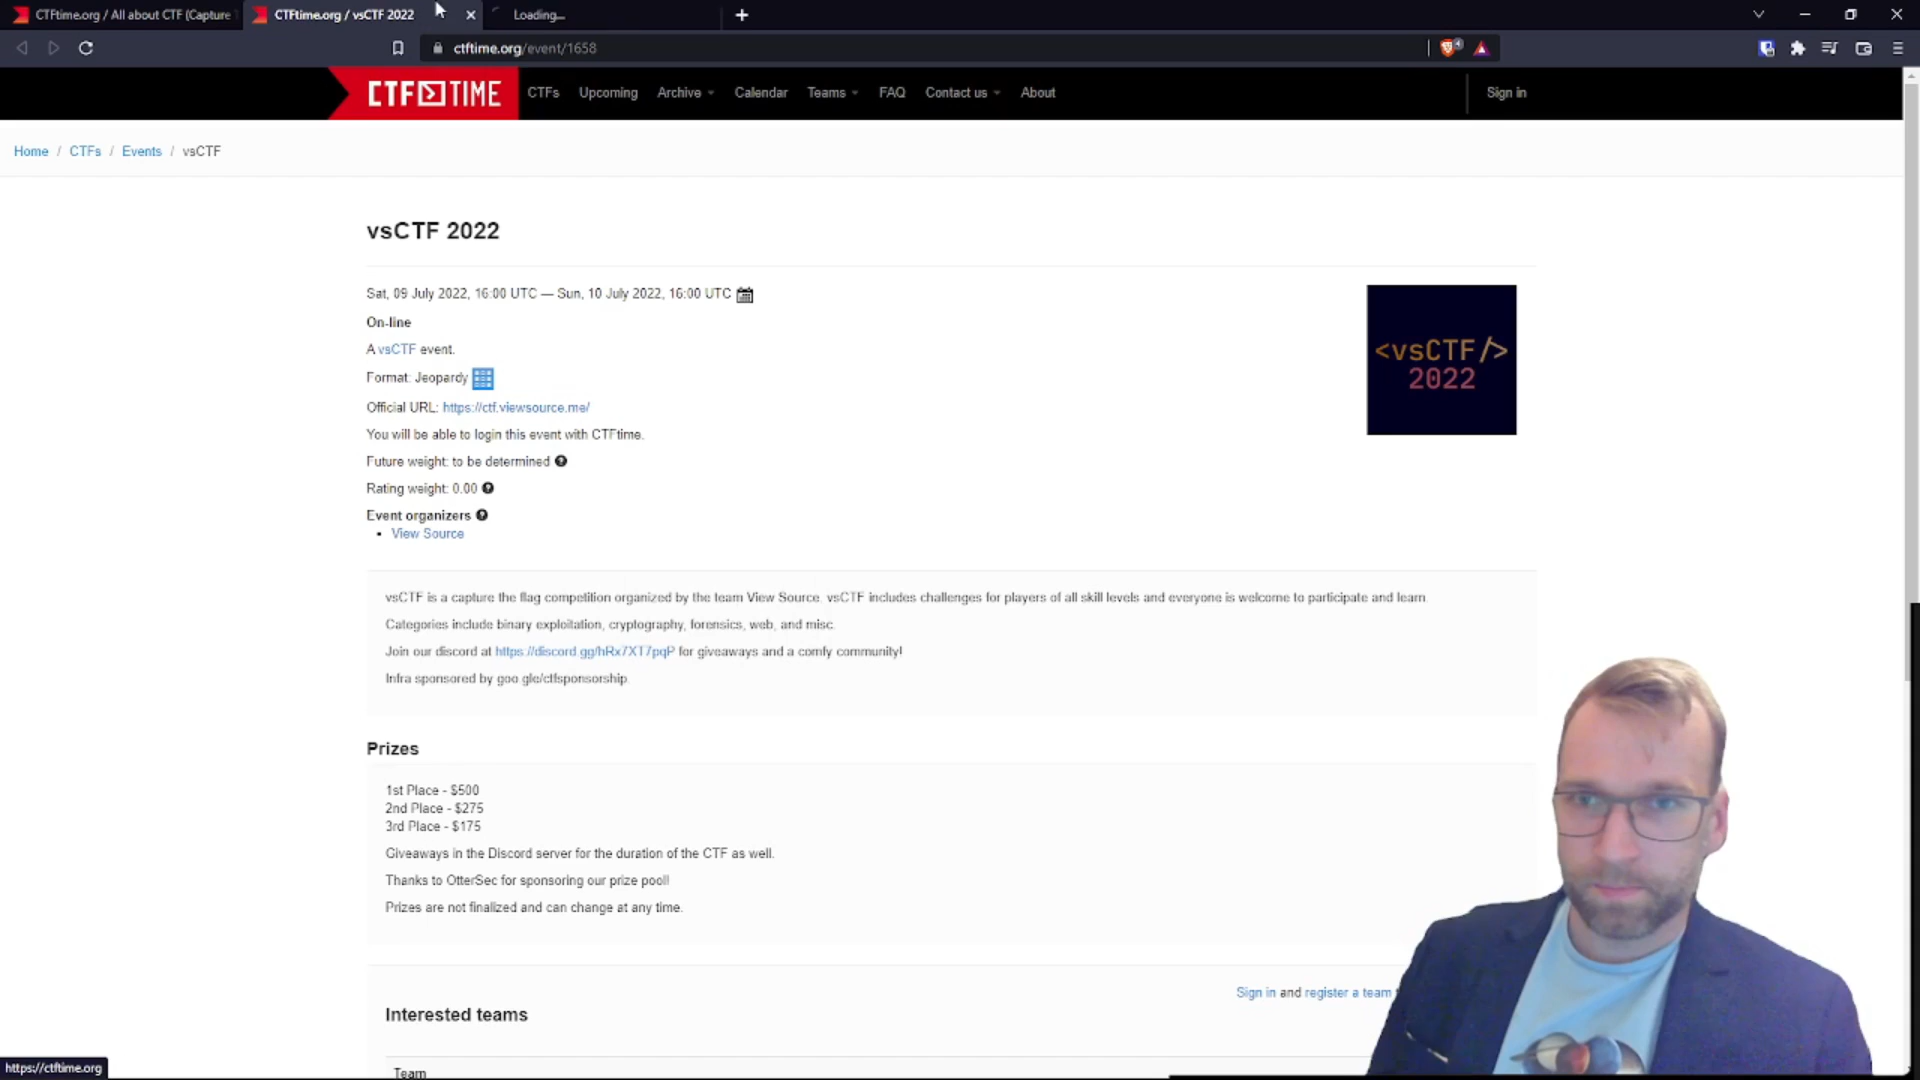 CTFtime.org / All about CTF (Capture
CTFtime.org / vsCTF 2022
Loading...
ctftime.org/event/1658
CTF TIME
CTFs
Upcoming
Archive
Calendar
Teams
FAQ
Contact us
About
Sign in
Home / CTFs / Events / vsCTF
vsCTF 2022
Sat, 09 July 2022, 16:00 UTC — Sun, 10 July 2022, 16:00 UTC
On-line
A vsCTF event.
Format: Jeopardy
Official URL: https://ctf.viewsource.me/
You will be able to login this event with CTFtime.
Future weight: to be determined
Rating weight: 0.00
Event organizers
View Source
<vsCTF/>
2022
vsCTF is a capture the flag competition organized by the team View Source. vsCTF includes challenges for players of all skill levels and everyone is welcome to participate and learn.
Categories include binary exploitation, cryptography, forensics, web, and misc.
Join our discord at https://discord.gg/hRx7XT7pqP for giveaways and a comfy community!
Infra sponsored by goo.gle/ctfsponsorship
Prizes
1st Place - $500
2nd Place - $275
3rd Place - $175
Giveaways in the Discord server for the duration of the CTF as well.
Thanks to OtterSec for sponsoring our prize pool!
Prizes are not finalized and can change at any time.
Sign in and register a team
Interested teams
Team
https://ctftime.org